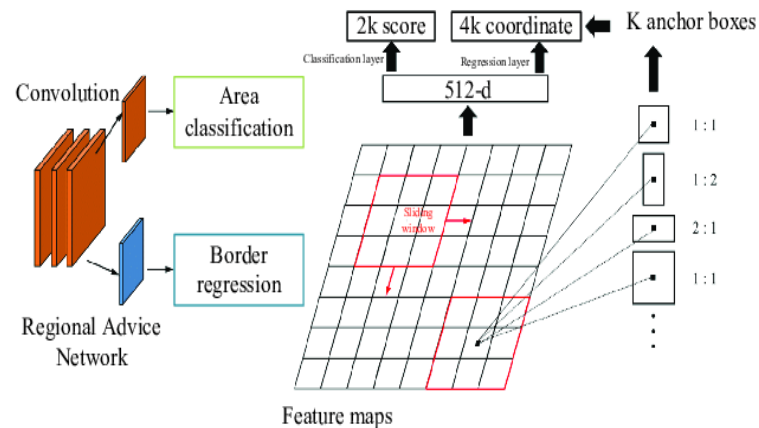 2k score
4k coordinate
K anchor boxes
Classification layer
Regression layer
Convolution
Area
classification
512-d
1 : 1
1 : 2
Sliding
window
2 : 1
Border
regression
1 : 1
Regional Advice
Network
Feature maps